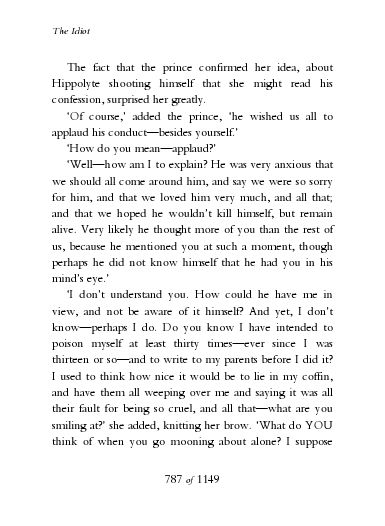 The Idiot
The fact that the prince confirmed her idea, about
Hippolyte shooting himself that she might read his
confession, surprised her greatly.
‘Of course,’ added the prince, ‘he wished us all to
applaud his conduct—besides yourself.’
‘How do you mean—applaud?’
‘Well—how am I to explain? He was very anxious that
we should all come around him, and say we were so sorry
for him, and that we loved him very much, and all that;
and that we hoped he wouldn’t kill himself, but remain
alive. Very likely he thought more of you than the rest of
us, because he mentioned you at such a moment, though
perhaps he did not know himself that he had you in his
mind’s eye.’
‘I don’t understand you. How could he have me in
view, and not be aware of it himself? And yet, I don’t
know—perhaps I do. Do you know I have intended to
poison myself at least thirty times—ever since I was
thirteen or so—and to write to my parents before I did it?
I used to think how nice it would be to lie in my coffin,
and have them all weeping over me and saying it was all
their fault for being so cruel, and all that—what are you
smiling at?’ she added, knitting her brow. ‘What do YOU
think of when you go mooning about alone? I suppose
787 of 1149